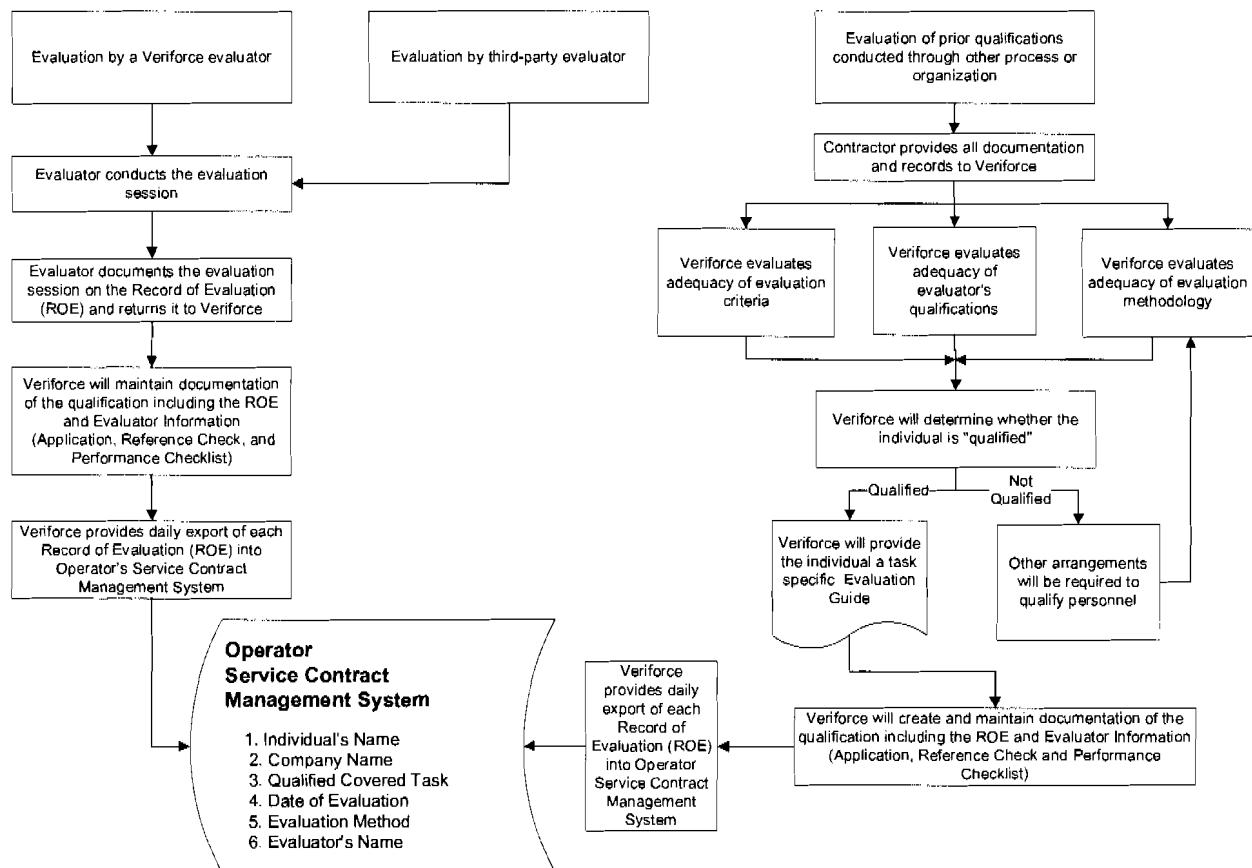 Evaluation by a Veriforce evaluator
Evaluation by third-party evaluator
Evaluation of prior qualifications
conducted through other process or
organization
Evaluator conducts the evaluation
session
Contractor provides all documentation
and records to Veriforce
Evaluator documents the evaluation
session on the Record of Evaluation
(ROE) and returns it to Veriforce
Veriforce evaluates
adequacy of evaluation
criteria
Veriforce evaluates
adequacy of
evaluator's
qualifications
Veriforce evaluates
adequacy of evaluation
methodology
Veriforce will maintain documentation
of the qualification including the ROE
and Evaluator Information
(Application, Reference Check, and
Performance Checklist)
Veriforce will determine whether the
individual is "qualified"
Qualified
Not
Qualified
Veriforce provides daily export of each
Record of Evaluation (ROE) into
Operator's Service Contract
Management System
Veriforce will provide
the individual a task
specific Evaluation
Guide
Other arrangements
will be required to
qualify personnel
Operator
Service Contract
Management System
1. Individual's Name
2. Company Name
3. Qualified Covered Task
4. Date of Evaluation
5. Evaluation Method
6. Evaluator's Name
Veriforce
provides daily
export of each
Record of
Evaluation (ROE)
into Operator
Service Contract
Management
System
Veriforce will create and maintain documentation of the
qualification including the ROE and Evaluator Information
(Application, Reference Check and Performance
Checklist)